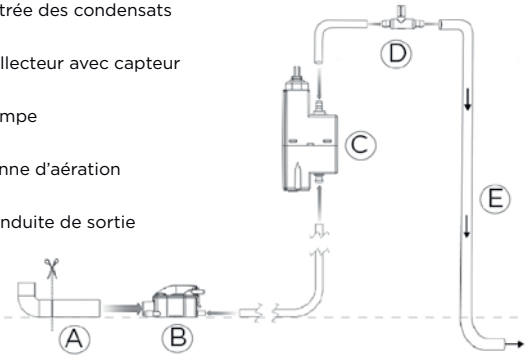 trée des condensats
llecteur avec capteur
mpe
nne d'aération
nduite de sortie
D
C
E
A
B